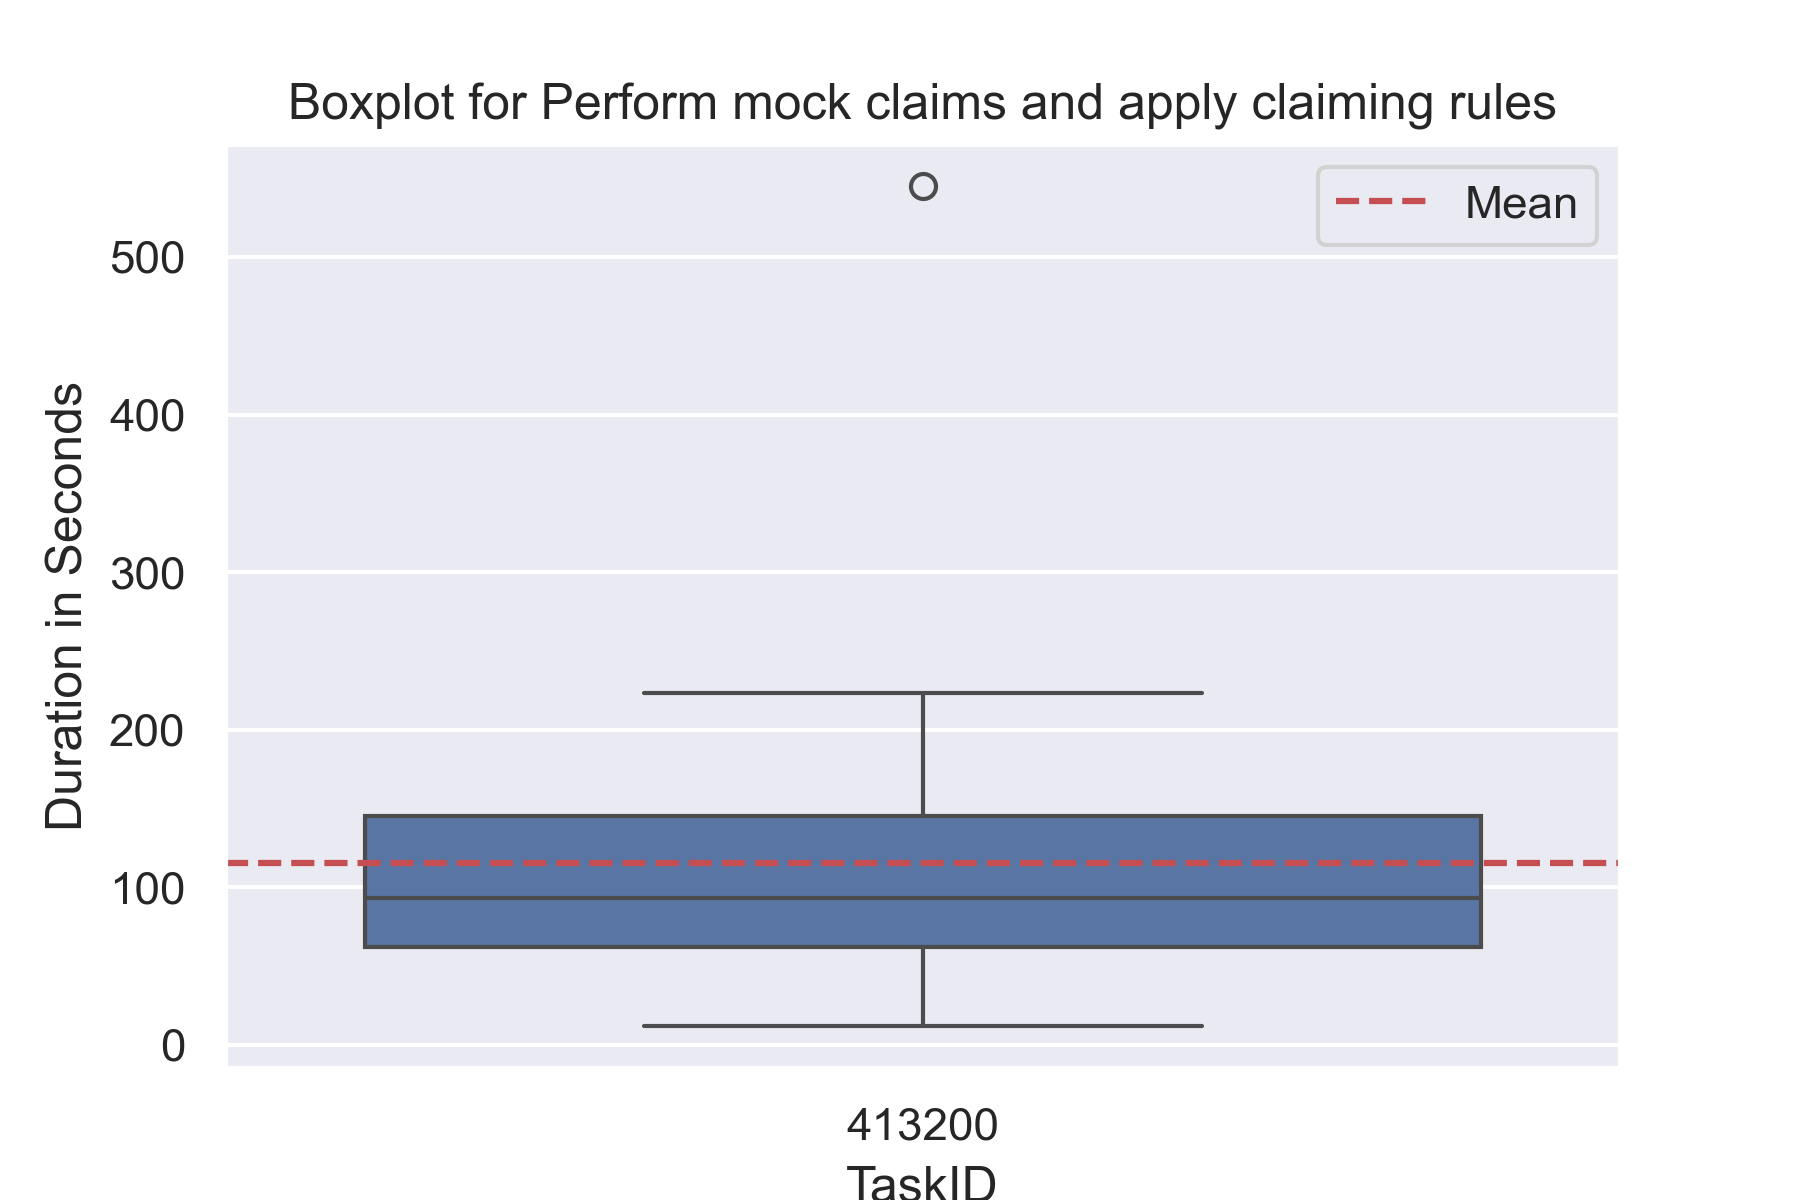 Boxplot for Perform mock claims and apply claiming rules
Mean
500
400
300
200
100
0
Duration in Seconds
413200
TaskID